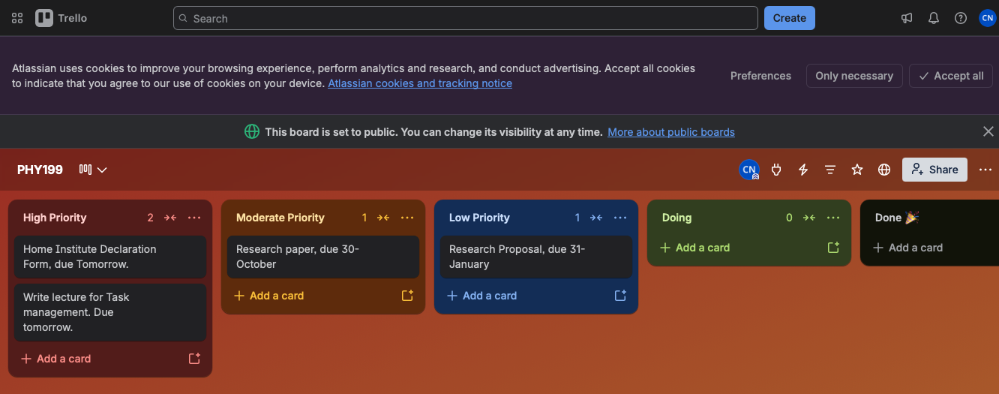 Trello
Search
Create
CN
Atlassian uses cookies to improve your browsing experience, perform analytics and research, and conduct advertising. Accept all cookies
to indicate that you agree to our use of cookies on your device. Atlassian cookies and tracking notice
Preferences
Only necessary
Accept all
This board is set to public. You can change its visibility at any time. More about public boards
PHY199
CN
Share
High Priority 2
Home Institute Declaration
Form, due Tomorrow.
Write lecture for Task
management. Due
tomorrow.
Add a card
Moderate Priority 1
Research paper, due 30-
October
Add a card
Low Priority 1
Research Proposal, due 31-
January
Add a card
Doing 0
Add a card
Done 🎉
Add a card